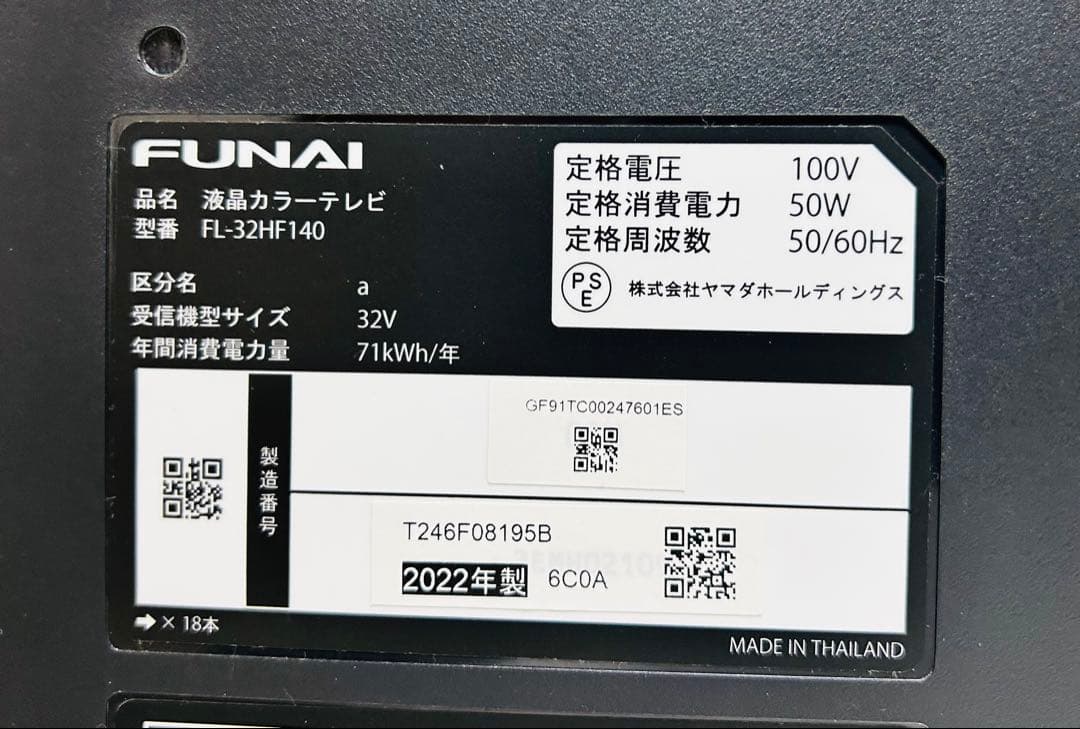 FUNAI
品名 液晶カラーテレビ
型番 FL-32HF140
区分名 a
受信機型サイズ 32V
年間消費電力量 71kWh/年
定格電圧 100V
定格消費電力 50W
定格周波数 50/60Hz
PSE 株式会社ヤマダホールディングス
製造番号
GF91TC00247601ES
T246F08195B
2022年製 6C0A
➡× 18本
MADE IN THAILAND